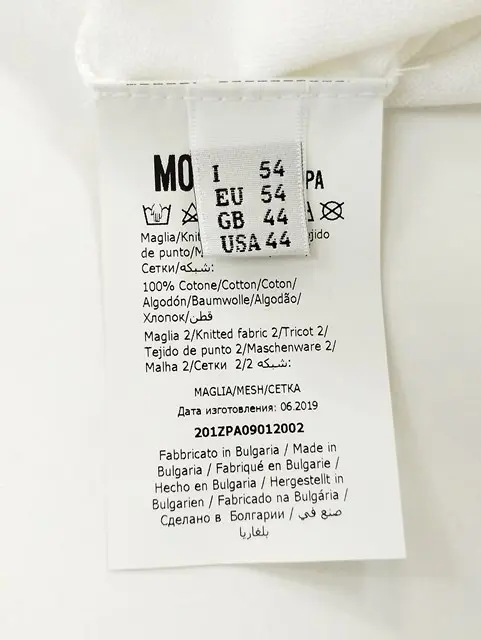 MO PA
I 54
EU 54
GB 44
USA 44
Maglia/Knit
de punto/M
Сетки/شبكه:
100% Cotone/Cotton/Coton/
Algodón/Baumwolle/Algodão/
Хлопок/قطن
Maglia 2/Knitted fabric 2/Tricot 2/
Tejido de punto 2/Maschenware 2/
Malha 2/Сетки 2/2 شبكه:
MAGLIA/MESH/СЕТКА
Дата изготовления: 06.2019
201ZPA09012002
Fabbricato in Bulgaria / Made in
Bulgaria / Fabriqué en Bulgarie /
Hecho en Bulgaria / Hergestellt in
Bulgarien / Fabricado na Bulgária /
Сделано в Болгарии / صنع في
بلغاريا